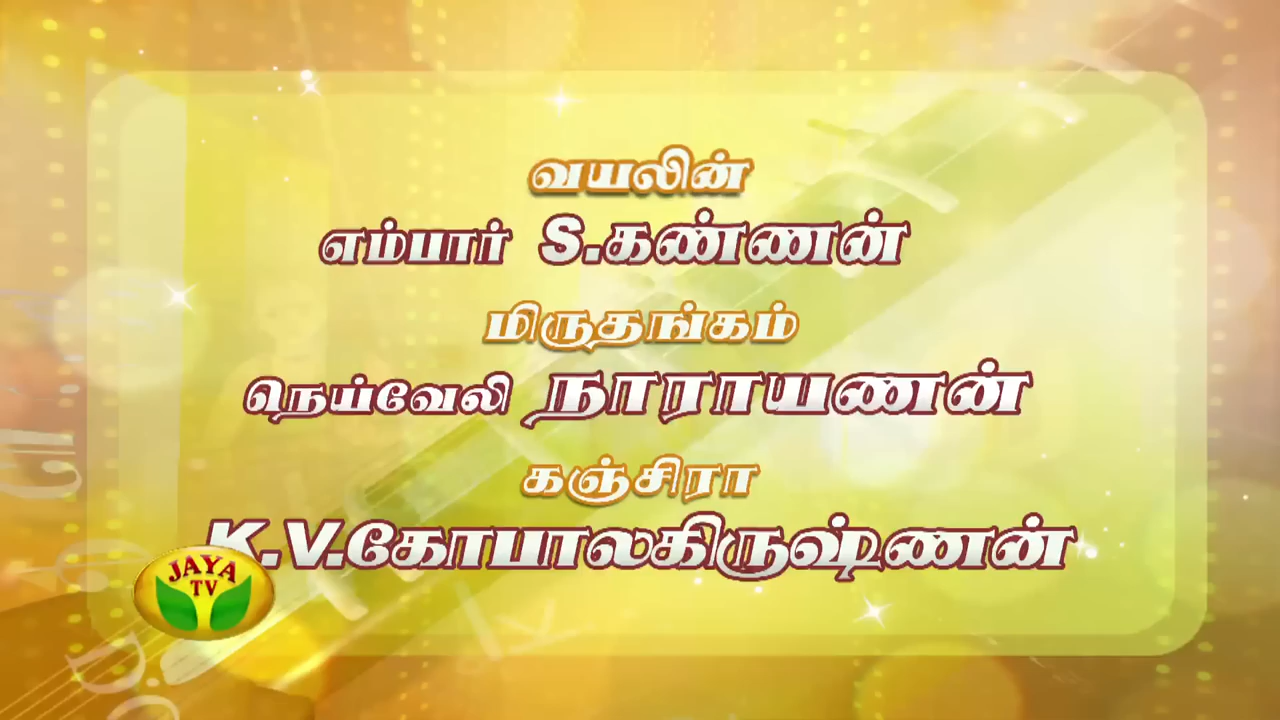 வயலின்
எம்பார் S.கண்ணன்
மிருதங்கம்
நெய்வேலி நாராயணன்
கஞ்சிரா
K.V.கோபாலகிருஷ்ணன்
JAYA
TV